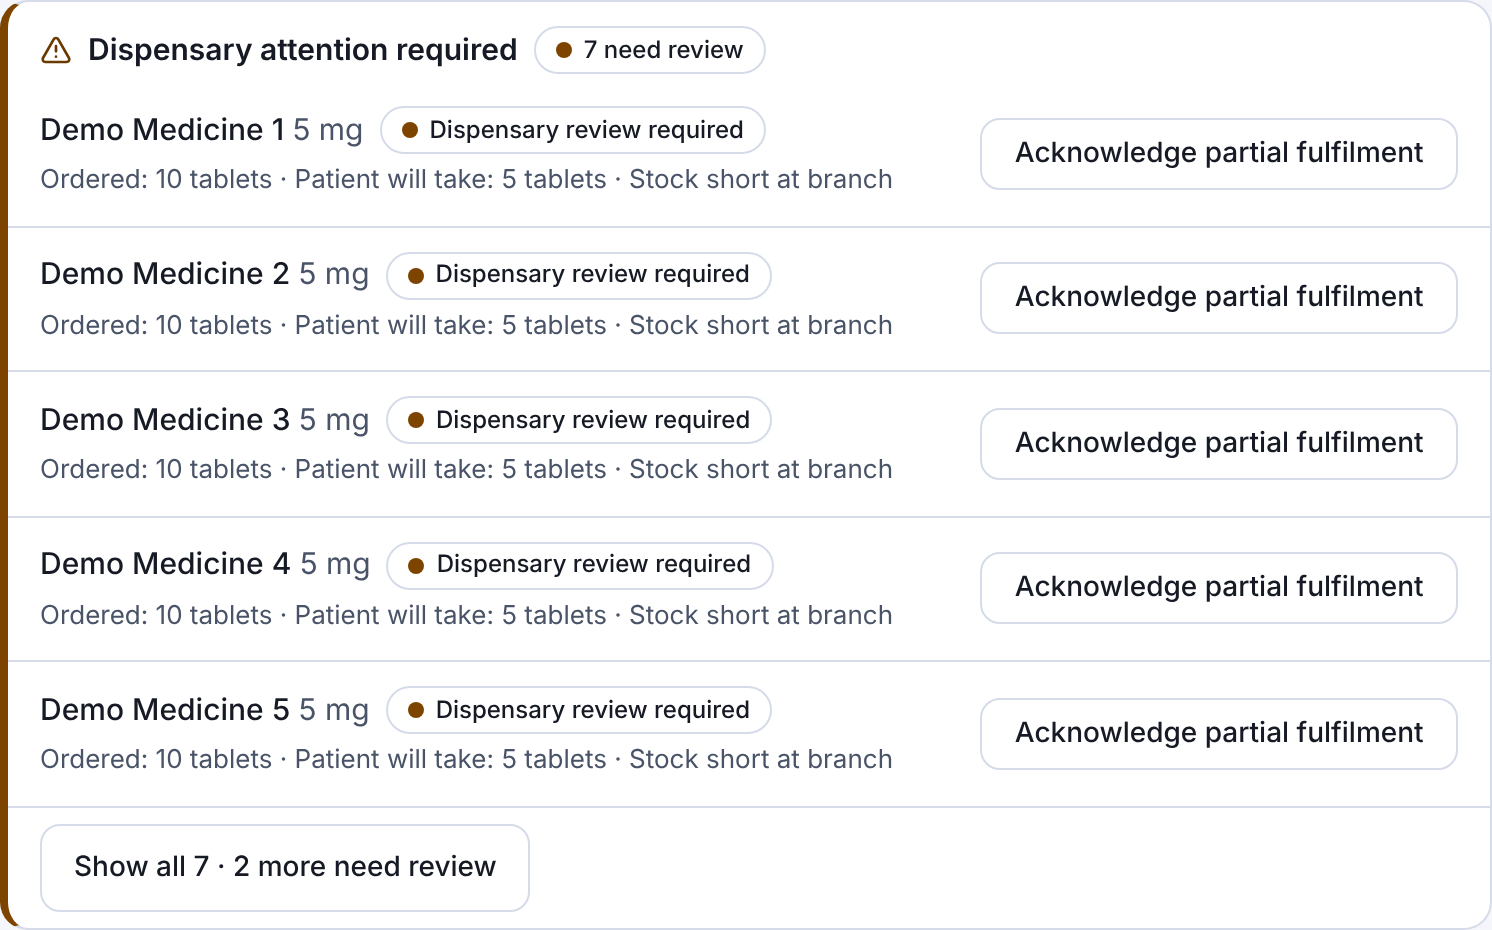 Dispensary attention required 7 need review
Demo Medicine 1 5 mg Dispensary review required
Ordered: 10 tablets · Patient will take: 5 tablets · Stock short at branch
Acknowledge partial fulfilment
Demo Medicine 2 5 mg Dispensary review required
Ordered: 10 tablets · Patient will take: 5 tablets · Stock short at branch
Acknowledge partial fulfilment
Demo Medicine 3 5 mg Dispensary review required
Ordered: 10 tablets · Patient will take: 5 tablets · Stock short at branch
Acknowledge partial fulfilment
Demo Medicine 4 5 mg Dispensary review required
Ordered: 10 tablets · Patient will take: 5 tablets · Stock short at branch
Acknowledge partial fulfilment
Demo Medicine 5 5 mg Dispensary review required
Ordered: 10 tablets · Patient will take: 5 tablets · Stock short at branch
Acknowledge partial fulfilment
Show all 7 · 2 more need review